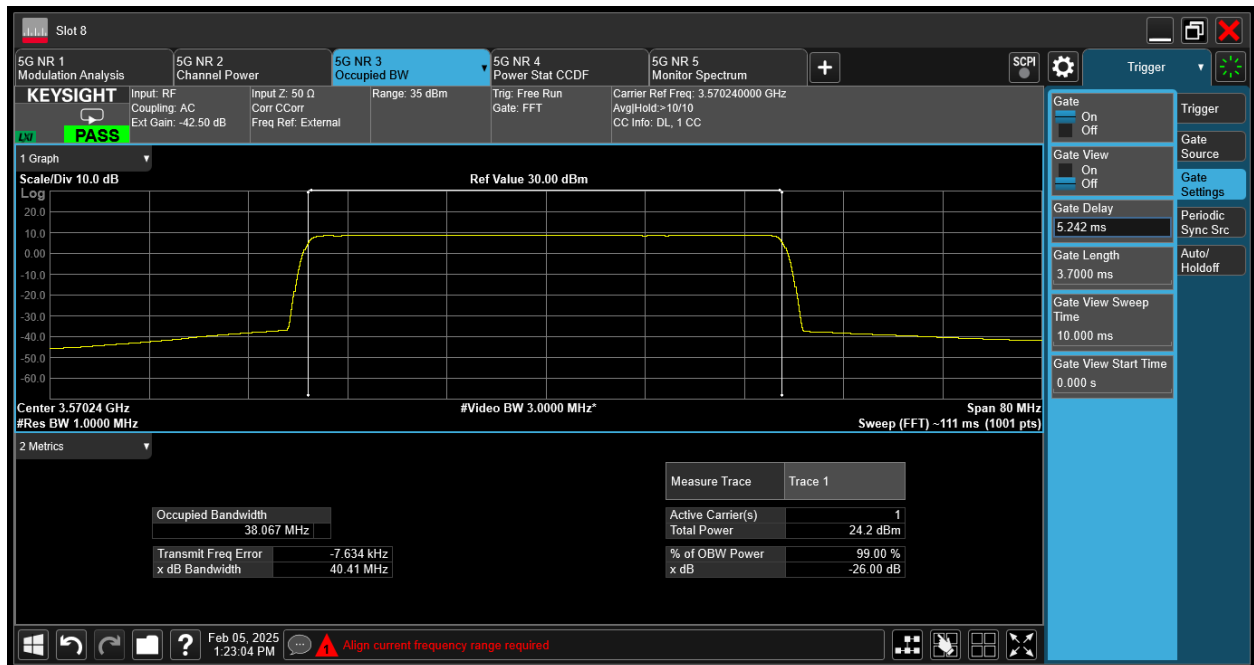 Slot 8
5G NR 1
Modulation Analysis
5G NR 2
Channel Power
5G NR 3
Occupied BW
5G NR 4
Power Stat CCDF
5G NR 5
Monitor Spectrum
+
SCPI
Trigger
KEYSIGHT
LXI
PASS
Input: RF
Coupling: AC
Ext Gain: -42.50 dB
Input Z: 50 Ω
Corr CCorr
Freq Ref: External
Range: 35 dBm
Trig: Free Run
Gate: FFT
Carrier Ref Freq: 3.570240000 GHz
Avg|Hold:>10/10
CC Info: DL, 1 CC
1 Graph
Scale/Div 10.0 dB
Ref Value 30.00 dBm
Log
20.0
10.0
0.00
-10.0
-20.0
-30.0
-40.0
-50.0
-60.0
Center 3.57024 GHz
#Video BW 3.0000 MHz*
Span 80 MHz
#Res BW 1.0000 MHz
Sweep (FFT) ~111 ms (1001 pts)
2 Metrics
Measure Trace Trace 1
Occupied Bandwidth
38.067 MHz
Active Carrier(s) 1
Total Power 24.2 dBm
Transmit Freq Error -7.634 kHz
x dB Bandwidth 40.41 MHz
% of OBW Power 99.00 %
x dB -26.00 dB
Gate
On
Off
Gate View
On
Off
Gate Delay
5.242 ms
Gate Length
3.7000 ms
Gate View Sweep
Time
10.000 ms
Gate View Start Time
0.000 s
Trigger
Gate
Source
Gate
Settings
Periodic
Sync Src
Auto/
Holdoff
?
Feb 05, 2025
1:23:04 PM
1
Align current frequency range required